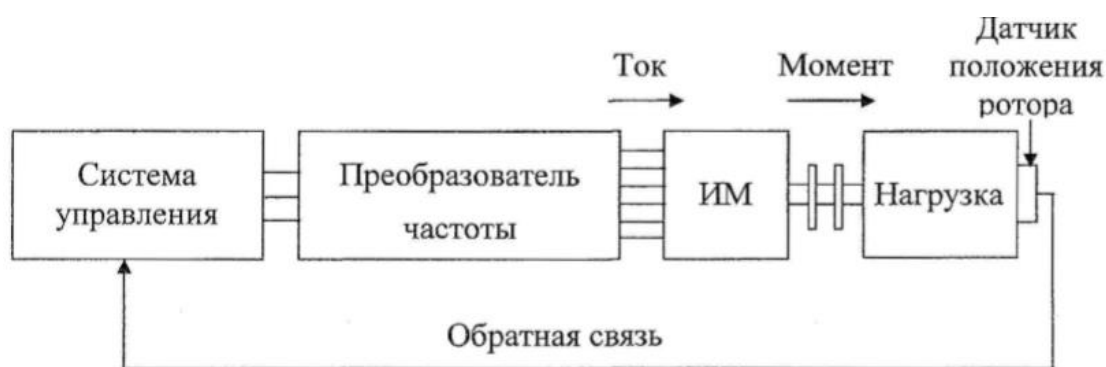 Датчик
положения
ротора
Ток
Момент
Система
управления
Преобразователь
частоты
ИМ
Нагрузка
Обратная связь